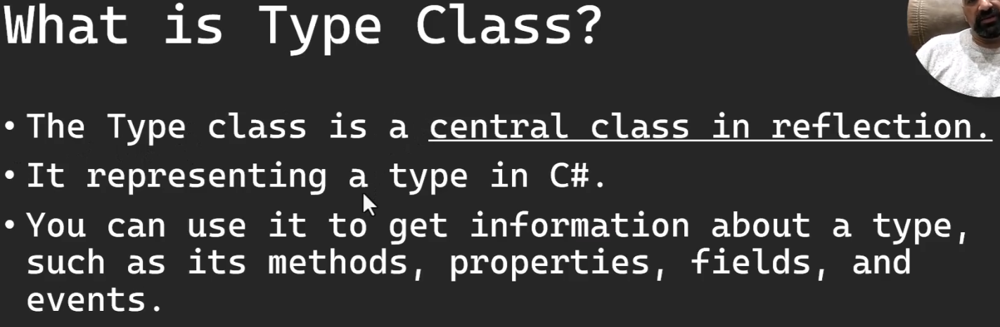 What is Type Class?
• The Type class is a central class in reflection.
• It representing a type in C#.
• You can use it to get information about a type,
such as its methods, properties, fields, and
events.